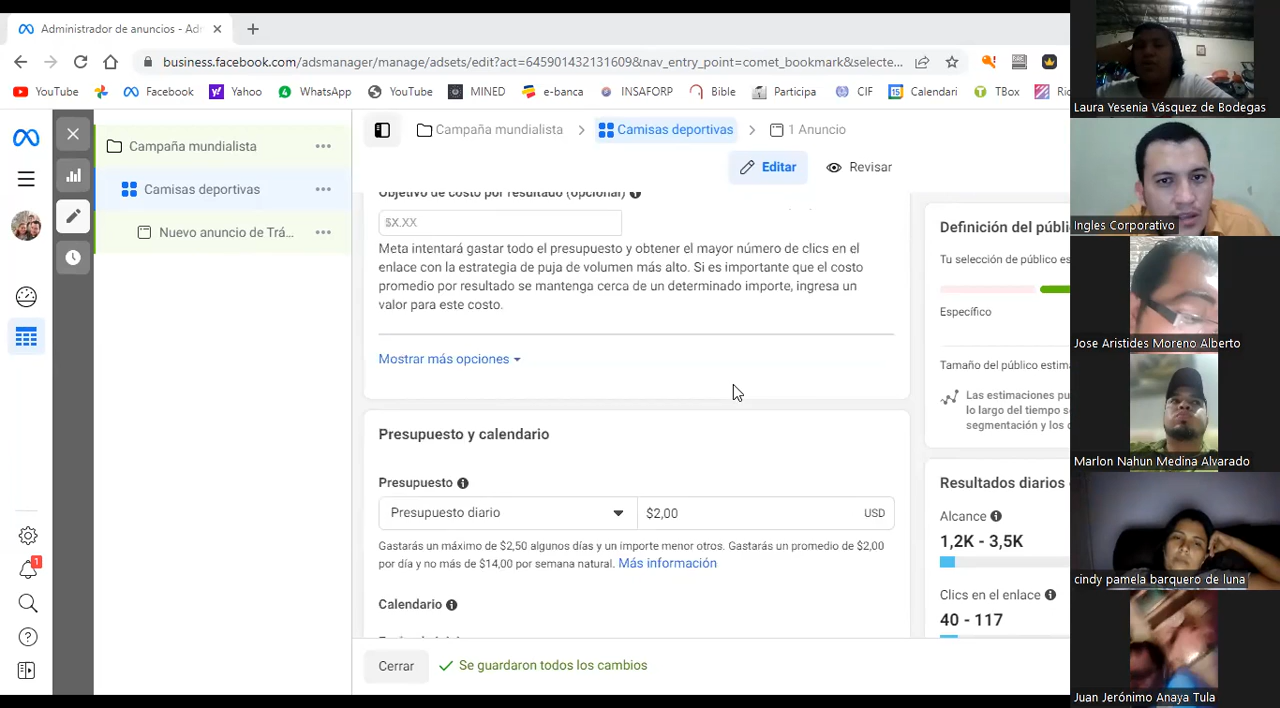 Administrador de anuncios - Adm
business.facebook.com/adsmanager/manage/adsets/edit?act=645901432131609&nav_entry_point=comet_bookmark&selecte...
YouTube
Facebook
Yahoo
WhatsApp
YouTube
MINED
e-banca
INSAFORP
Bible
Participa
CIF
Calendari
TBox
Campaña mundialista
Camisas deportivas
Nuevo anuncio de Trá...
1
Campaña mundialista
Camisas deportivas
1 Anuncio
Editar
Revisar
Objetivo de costo por resultado (opcional)
$X.XX
Meta intentará gastar todo el presupuesto y obtener el mayor número de clics en el
enlace con la estrategia de puja de volumen más alto. Si es importante que el costo
promedio por resultado se mantenga cerca de un determinado importe, ingresa un
valor para este costo.
Mostrar más opciones
Presupuesto y calendario
Presupuesto
Presupuesto diario
$2,00
USD
Gastarás un máximo de $2,50 algunos días y un importe menor otros. Gastarás un promedio de $2,00
por día y no más de $14,00 por semana natural. Más información
Calendario
Cerrar
Se guardaron todos los cambios
Definición del públi
Tu selección de público es
Específico
Tamaño del público estima
Las estimaciones pu
lo largo del tiempo s
segmentación y los d
Resultados diarios
Alcance
1,2K - 3,5K
Clics en el enlace
40 - 117
Laura Yesenia Vásquez de Bodegas
Ingles Corporativo
Jose Aristides Moreno Alberto
Marlon Nahun Medina Alvarado
cindy pamela barquero de luna
Juan Jerónimo Anaya Tula